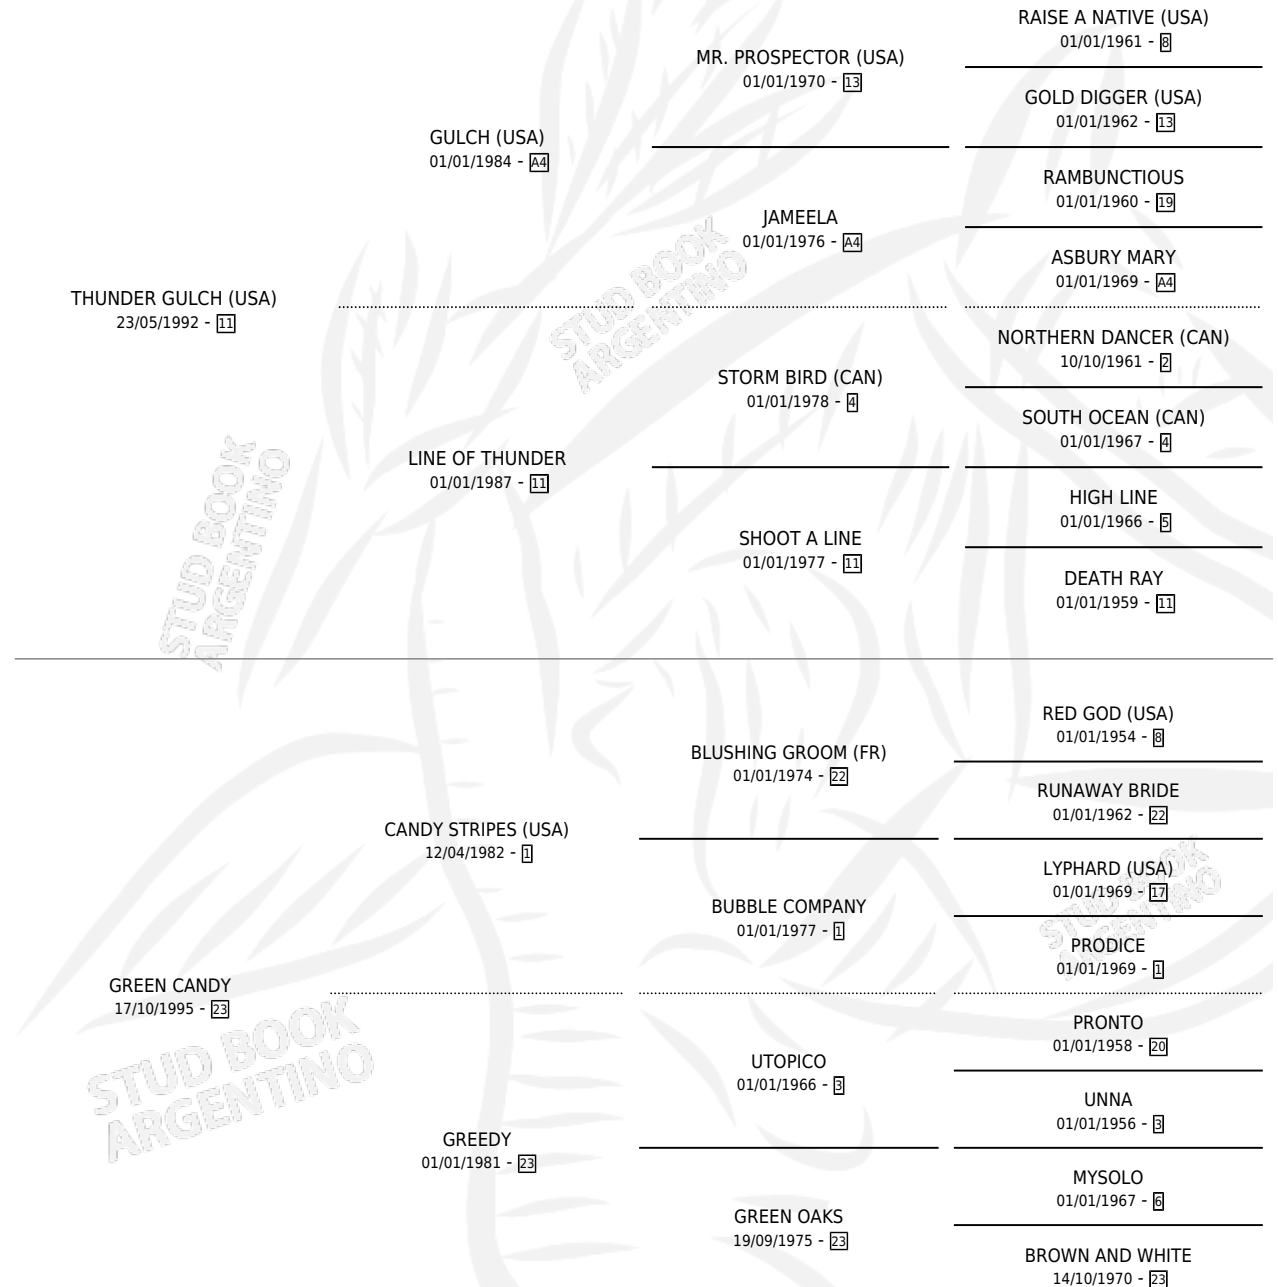 RAISE A NATIVE (USA)
01/01/1961 - 8
MR. PROSPECTOR (USA)
01/01/1970 - 13
GOLD DIGGER (USA)
01/01/1962 - 13
GULCH (USA)
01/01/1984 - A4
RAMBUNCTIOUS
01/01/1960 - 19
JAMEELA
01/01/1976 - A4
ASBURY MARY
01/01/1969 - A4
THUNDER GULCH (USA)
23/05/1992 - 11
NORTHERN DANCER (CAN)
10/10/1961 - 2
STORM BIRD (CAN)
01/01/1978 - 4
SOUTH OCEAN (CAN)
01/01/1967 - 4
LINE OF THUNDER
01/01/1987 - 11
HIGH LINE
01/01/1966 - 5
SHOOT A LINE
01/01/1977 - 11
DEATH RAY
01/01/1959 - 11
RED GOD (USA)
01/01/1954 - 8
BLUSHING GROOM (FR)
01/01/1974 - 22
RUNAWAY BRIDE
01/01/1962 - 22
CANDY STRIPES (USA)
12/04/1982 - 1
LYPHARD (USA)
01/01/1969 - 17
BUBBLE COMPANY
01/01/1977 - 1
PRODICE
01/01/1969 - 1
GREEN CANDY
17/10/1995 - 23
PRONTO
01/01/1958 - 20
UTOPICO
01/01/1966 - 3
UNNA
01/01/1956 - 3
GREEDY
01/01/1981 - 23
MYSOLO
01/01/1967 - 6
GREEN OAKS
19/09/1975 - 23
BROWN AND WHITE
14/10/1970 - 23
STUD BOOK
ARGENTINO
STUD BOOK
ARGENTINO
STUD BOOK
ARGENTINO
STUD BOOK
ARGENTINO